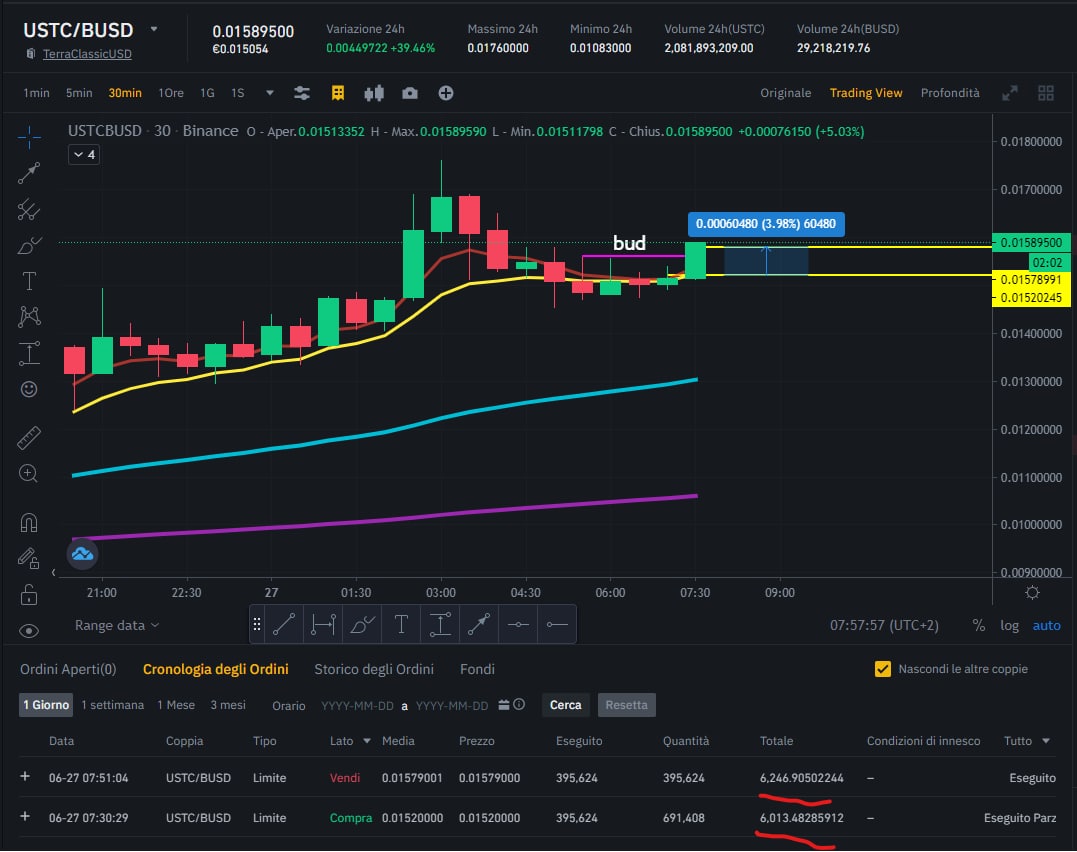 USTC/BUSD
TerraClassicUSD
0.01589500
€0.015054
Variazione 24h
0.00449722 +39.46%
Massimo 24h
0.01760000
Minimo 24h
0.01083000
Volume 24h(USTC)
2,081,893,209.00
Volume 24h(BUSD)
29,218,219.76
1min 5min 30min 1Ore 1G 1S
Originale Trading View Profondità
USTCBUSD · 30 · Binance O - Aper.0.01513352 H - Max.0.01589590 L - Min.0.01511798 C - Chius.0.01589500 +0.00076150 (+5.03%)
4
0.00060480 (3.98%) 60480
bud
0.01800000
0.01700000
0.01589500
02:02
0.01578991
0.01520245
0.01400000
0.01300000
0.01200000
0.01100000
0.01000000
0.00900000
21:00 22:30 27 01:30 03:00 04:30 06:00 07:30 09:00
Range data
07:57:57 (UTC+2) % log auto
Ordini Aperti(0) Cronologia degli Ordini Storico degli Ordini Fondi
Nascondi le altre coppie
1 Giorno 1 settimana 1 Mese 3 mesi Orario YYYY-MM-DD a YYYY-MM-DD Cerca Resetta
Data Coppia Tipo Lato Media Prezzo Eseguito Quantità Totale Condizioni di innesco Tutto
+ 06-27 07:51:04 USTC/BUSD Limite Vendi 0.01579001 0.01579000 395,624 395,624 6,246.90502244 – Eseguito
+ 06-27 07:30:29 USTC/BUSD Limite Compra 0.01520000 0.01520000 395,624 691,408 6,013.48285912 – Eseguito Parz